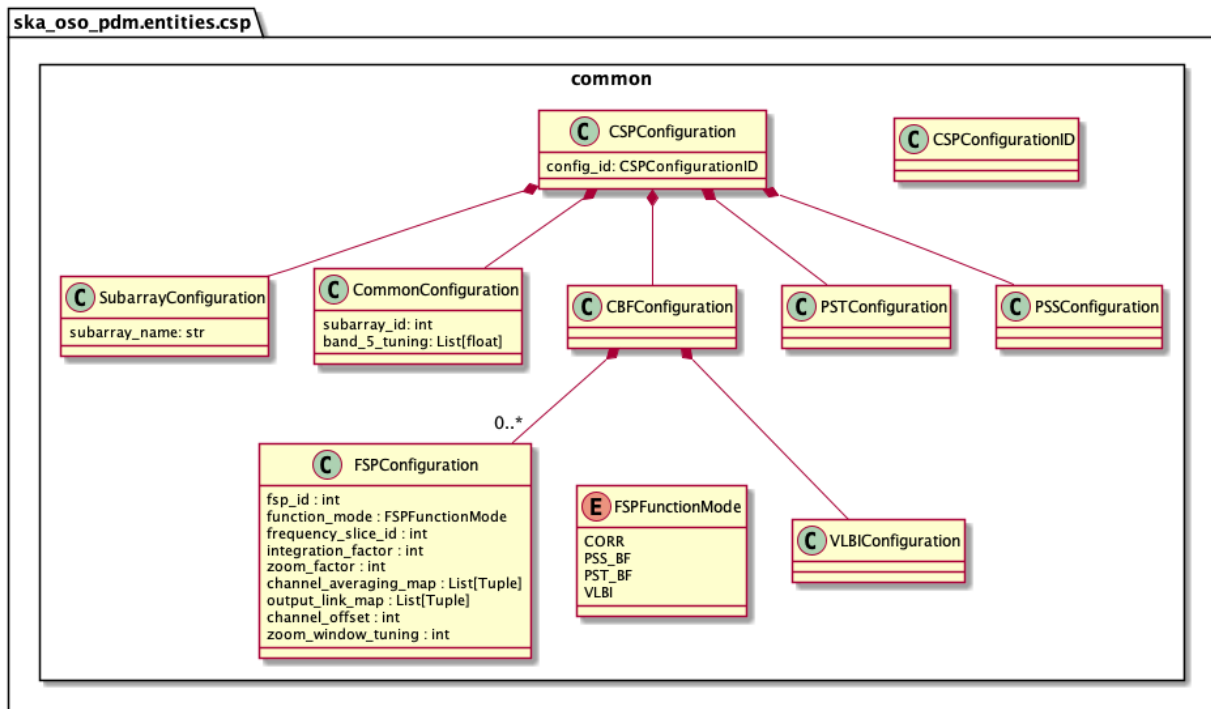 ska_oso_pdm.entities.csp
common
C CSPConfiguration
config_id: CSPConfigurationID
C CSPConfigurationID
C SubarrayConfiguration
subarray_name: str
C CommonConfiguration
subarray_id: int
band_5_tuning: List[float]
C CBFConfiguration
C PSTConfiguration
C PSSConfiguration
0..*
C FSPConfiguration
fsp_id : int
function_mode : FSPFunctionMode
frequency_slice_id : int
integration_factor : int
zoom_factor : int
channel_averaging_map : List[Tuple]
output_link_map : List[Tuple]
channel_offset : int
zoom_window_tuning : int
E FSPFunctionMode
CORR
PSS_BF
PST_BF
VLBI
C VLBIConfiguration